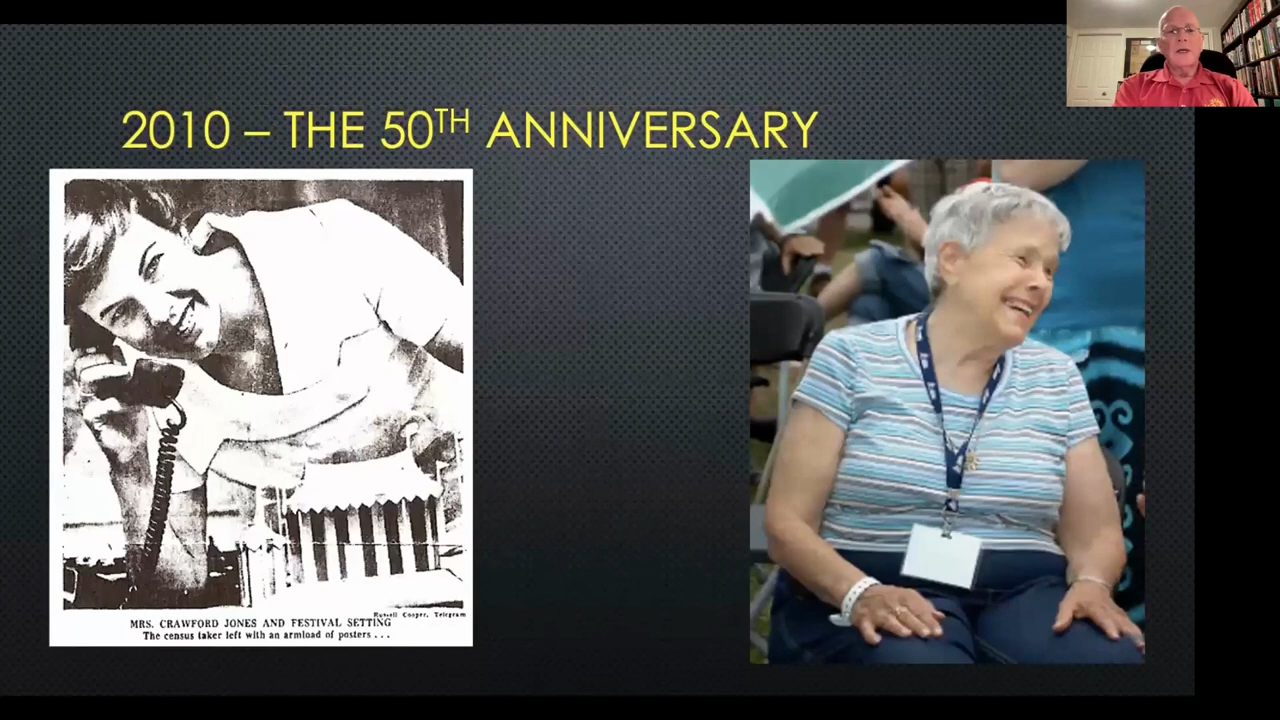 2010 – THE 50TH ANNIVERSARY
Russell Cooper, Telegram
MRS. CRAWFORD JONES AND FESTIVAL SETTING
The census taker left with an armload of posters . . .